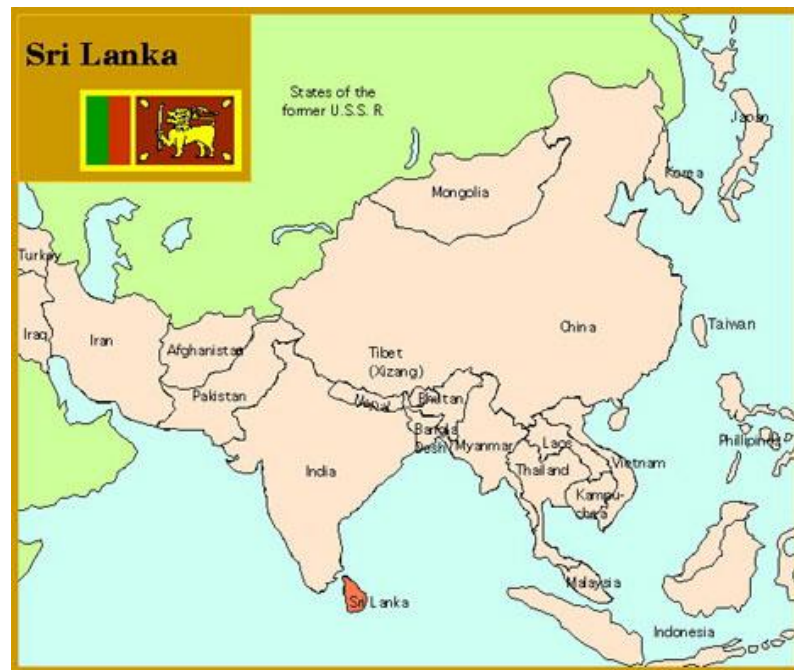 Sri Lanka
States of the
former U.S.S. R.
Japan
Korea
Mongolia
Turkey
Iraq
Iran
Afghanistan
Pakistan
Tibet
(Xizang)
China
Taiwan
Nepal
Bhutan
Bangla
Desh
Myanmar
India
Laos
Thailand
Vietnam
Kampu-
chea
Phillipines
Malaysia
Sri Lanka
Indonesia